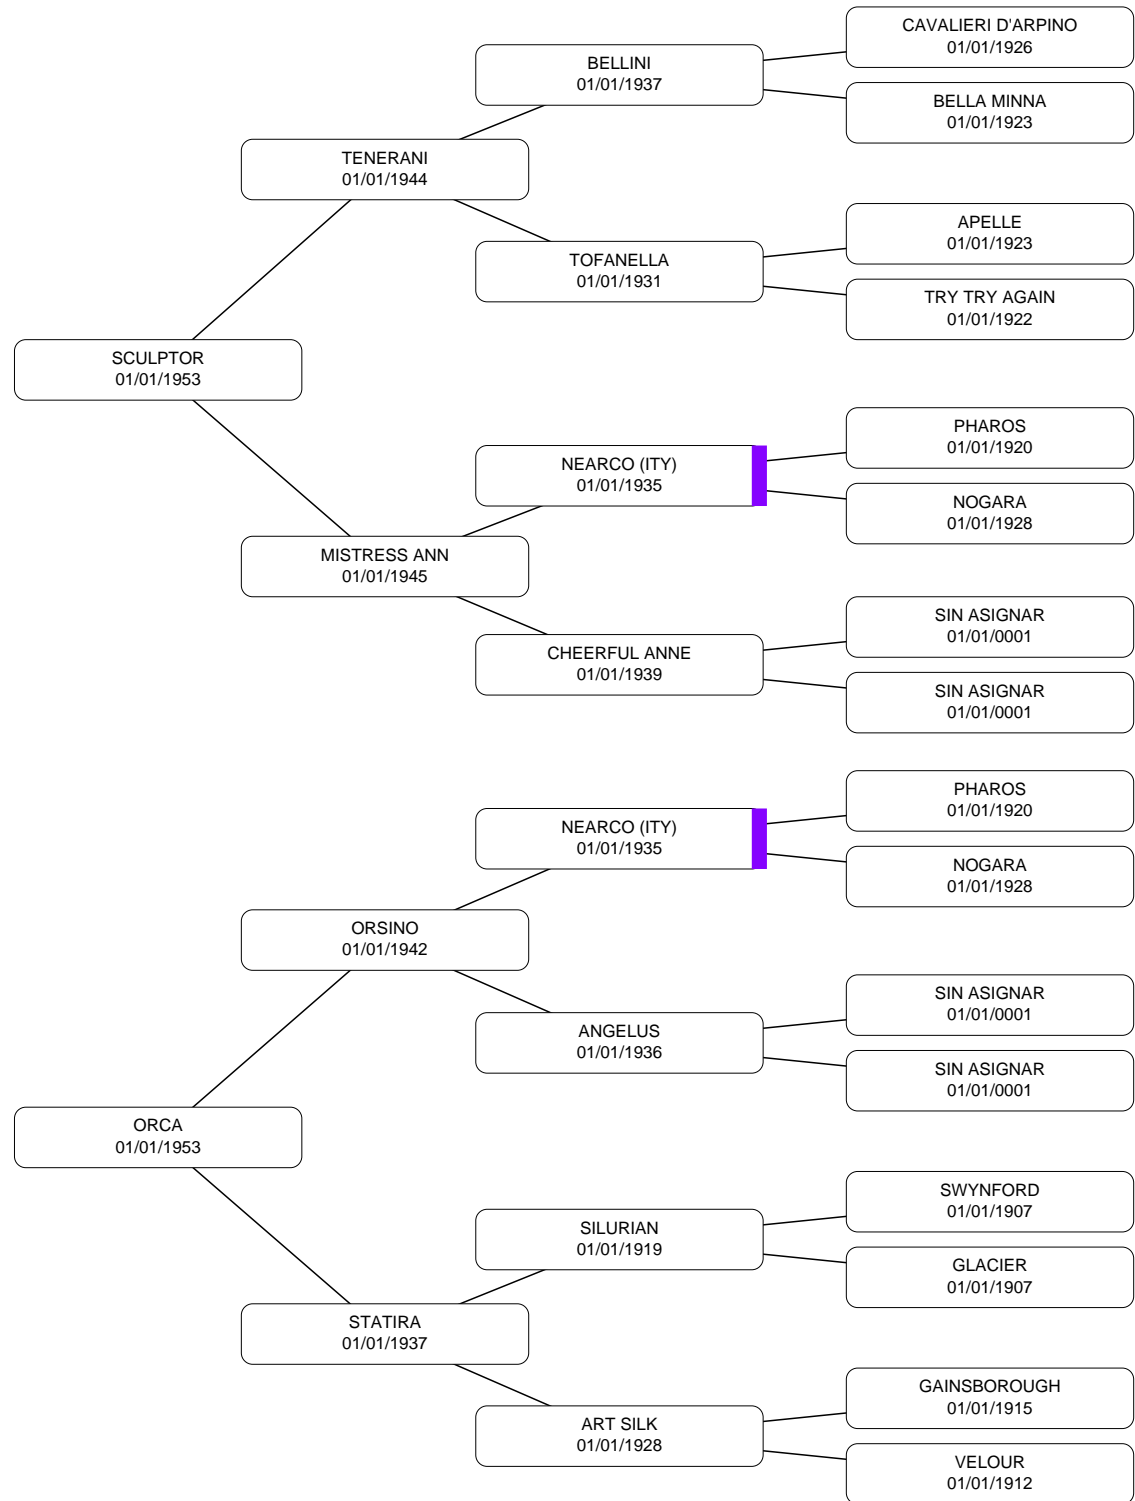 CAVALIERI D'ARPINO
01/01/1926
BELLINI
01/01/1937
BELLA MINNA
01/01/1923
TENERANI
01/01/1944
APELLE
01/01/1923
TOFANELLA
01/01/1931
TRY TRY AGAIN
01/01/1922
SCULPTOR
01/01/1953
PHAROS
01/01/1920
NEARCO (ITY)
01/01/1935
NOGARA
01/01/1928
MISTRESS ANN
01/01/1945
SIN ASIGNAR
01/01/0001
CHEERFUL ANNE
01/01/1939
SIN ASIGNAR
01/01/0001
PHAROS
01/01/1920
NEARCO (ITY)
01/01/1935
NOGARA
01/01/1928
ORSINO
01/01/1942
SIN ASIGNAR
01/01/0001
ANGELUS
01/01/1936
SIN ASIGNAR
01/01/0001
ORCA
01/01/1953
SWYNFORD
01/01/1907
SILURIAN
01/01/1919
GLACIER
01/01/1907
STATIRA
01/01/1937
GAINSBOROUGH
01/01/1915
ART SILK
01/01/1928
VELOUR
01/01/1912